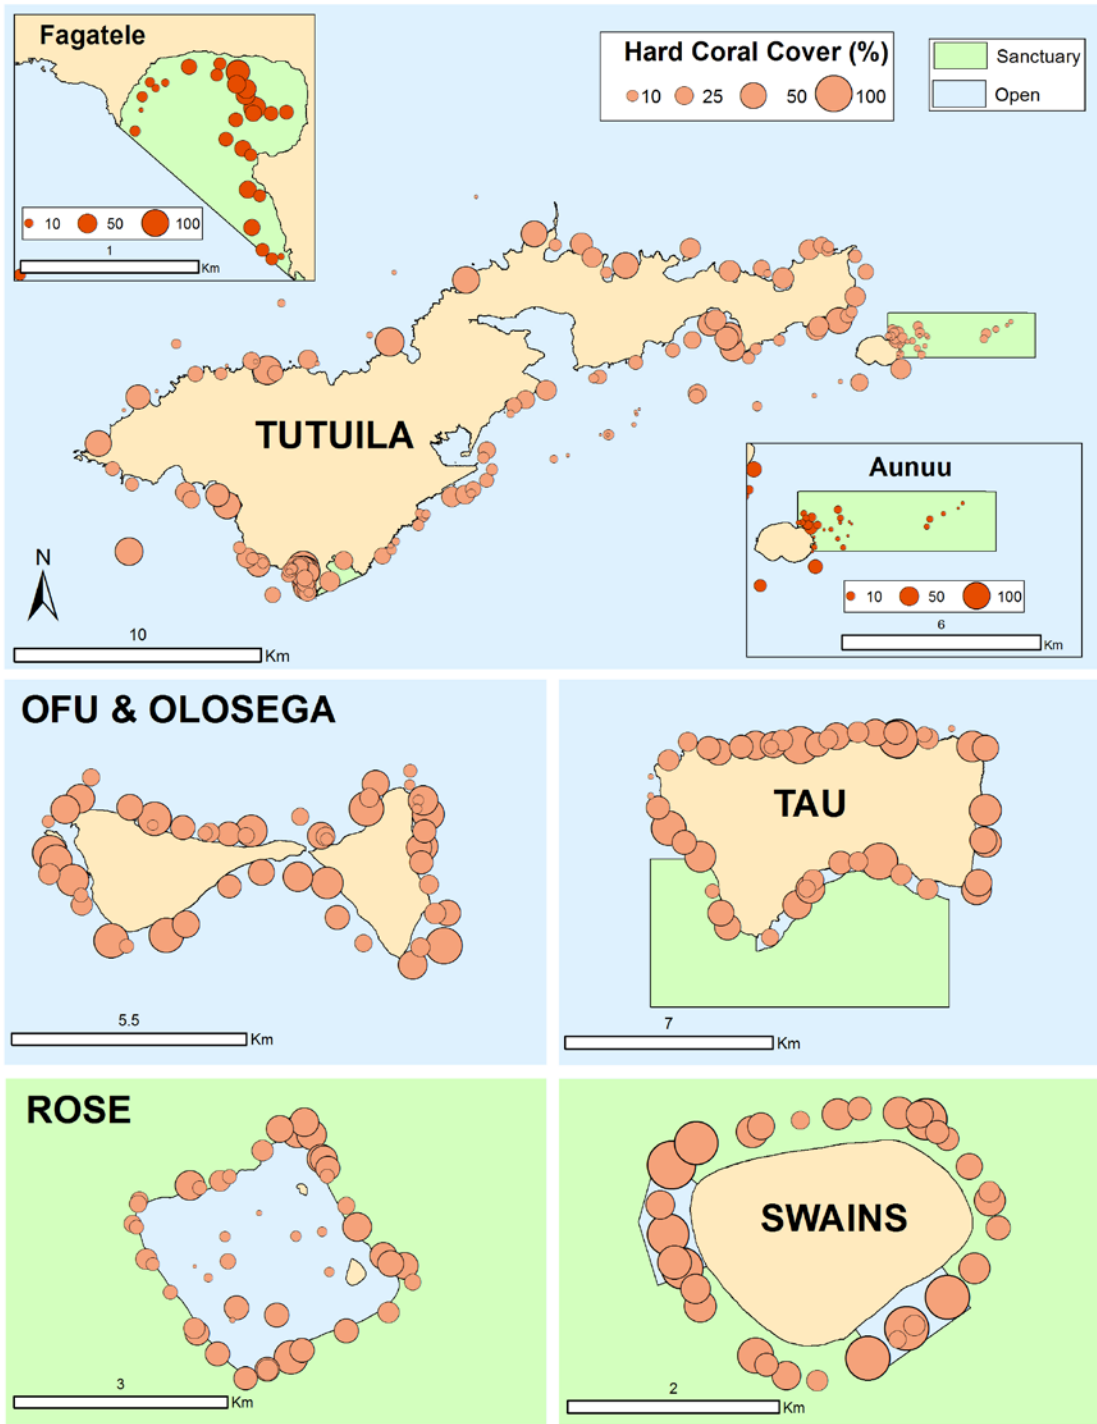 Fagatele
10 50 100
1
Km
Hard Coral Cover (%)
10 25 50 100
Sanctuary
Open
TUTUILA
N
10
Km
Aunuu
10 50 100
6
Km
OFU & OLOSEGA
5.5
Km
TAU
7
Km
ROSE
3
Km
SWAINS
2
Km